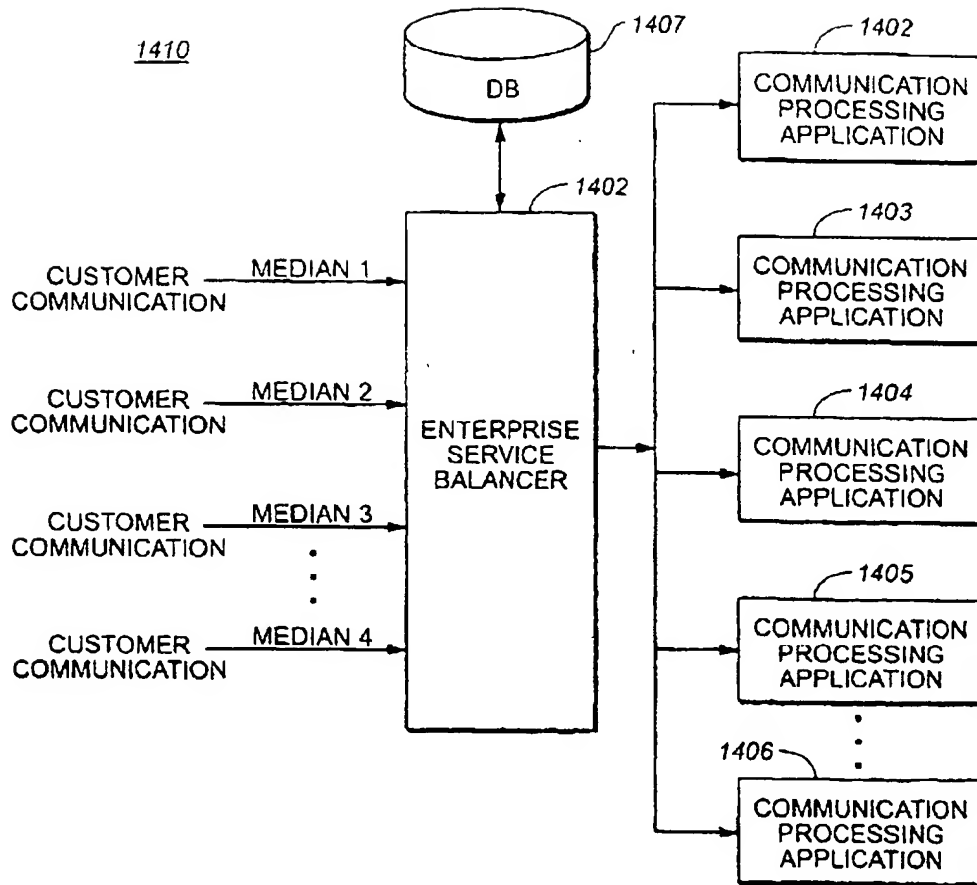 1410
1407
DB
1402
CUSTOMER
COMMUNICATION
MEDIAN 1
CUSTOMER
COMMUNICATION
MEDIAN 2
CUSTOMER
COMMUNICATION
MEDIAN 3
CUSTOMER
COMMUNICATION
MEDIAN 4
ENTERPRISE
SERVICE
BALANCER
1402
COMMUNICATION
PROCESSING
APPLICATION
1403
COMMUNICATION
PROCESSING
APPLICATION
1404
COMMUNICATION
PROCESSING
APPLICATION
1405
COMMUNICATION
PROCESSING
APPLICATION
1406
COMMUNICATION
PROCESSING
APPLICATION